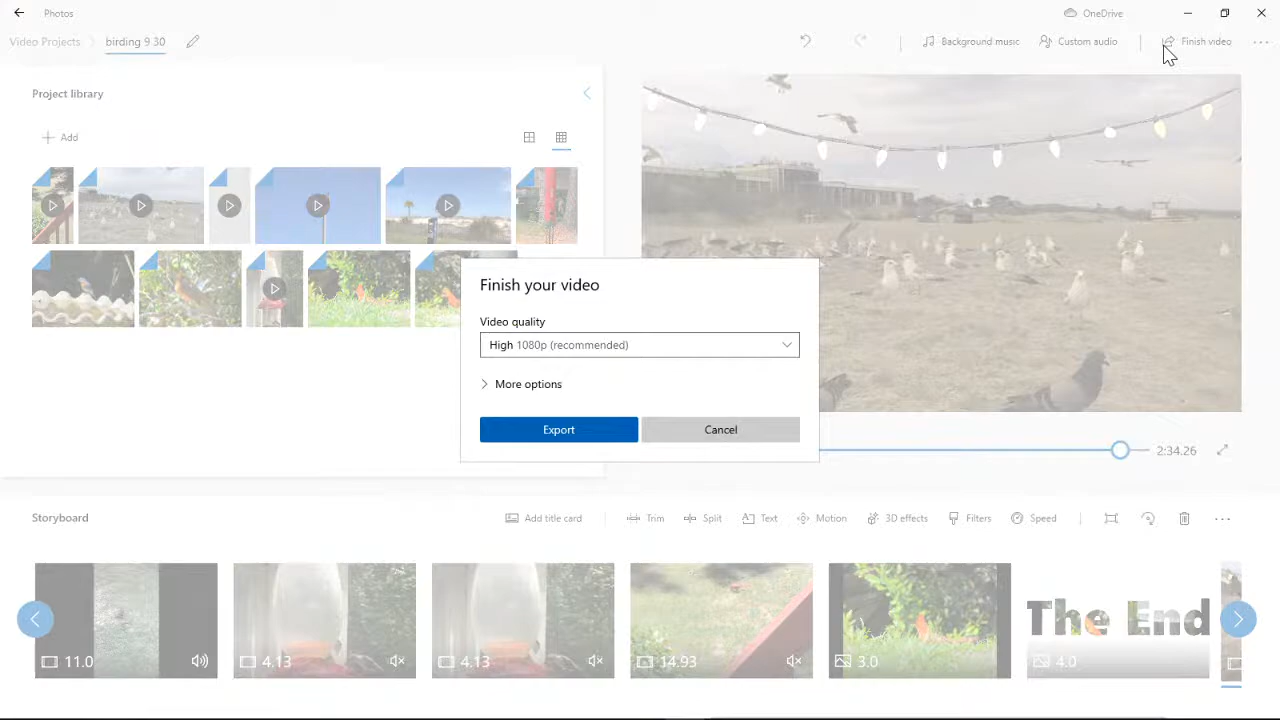 Photos
OneDrive
Video Projects
birding 9 30
Background music
Custom audio
Finish video
Project library
Add
Finish your video
Video quality
High 1080p (recommended)
More options
Export
Cancel
2:34.26
Storyboard
Add title card
Trim
Split
Text
Motion
3D effects
Filters
Speed
The End
11.0
4.13
4.13
14.93
3.0
4.0